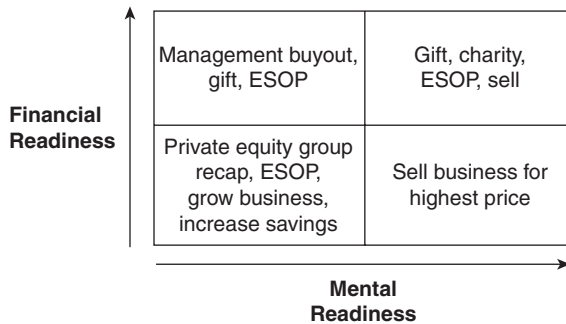 Financial
Readiness
Management buyout,
gift, ESOP
Gift, charity,
ESOP, sell
Private equity group
recap, ESOP,
grow business,
increase savings
Sell business for
highest price
Mental
Readiness